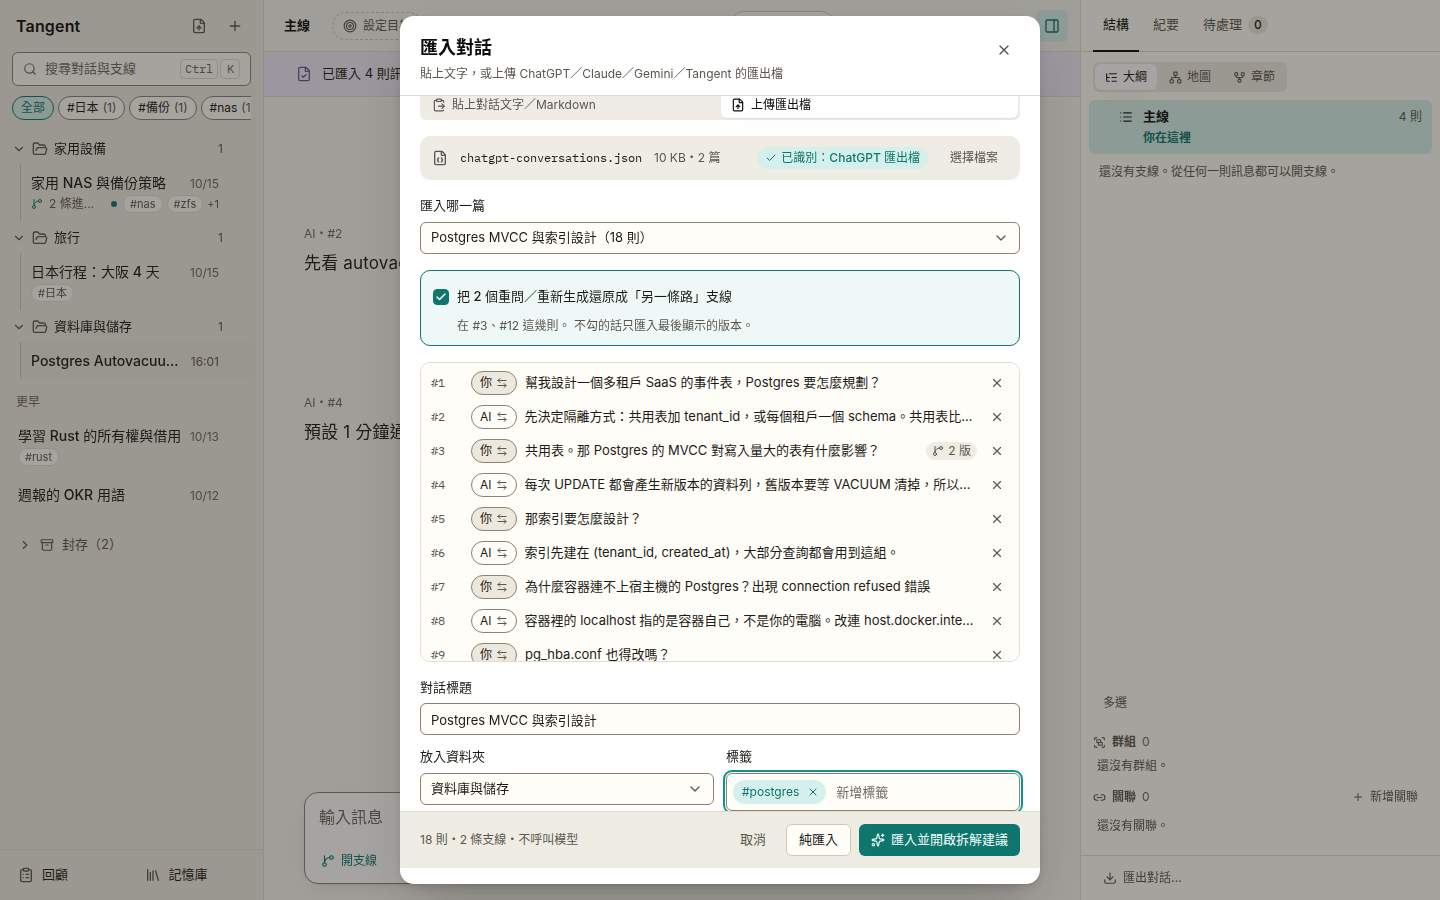 Tangent
搜尋對話與支線
Ctrl K
全部
#日本 (1)
#備份 (1)
#nas
家用設備
1
家用 NAS 與備份策略
10/15
2 條進…
#nas
#zfs
+1
旅行
1
日本行程：大阪 4 天
10/15
#日本
資料庫與儲存
1
Postgres Autovacuu…
16:01
更早
學習 Rust 的所有權與借用
10/13
#rust
週報的 OKR 用語
10/12
封存（2）
回顧
記憶庫
主線
已匯入 4 則
AI・#2
先看
AI・#4
預設 1 分鐘
輸入訊息
開支線
匯入對話
貼上文字，或上傳 ChatGPT／Claude／Gemini／Tangent 的匯出檔
貼上對話文字／Markdown
上傳匯出檔
chatgpt-conversations.json
10 KB・2 篇
已識別：ChatGPT 匯出檔
選擇檔案
匯入哪一篇
Postgres MVCC 與索引設計（18 則）
把 2 個重問／重新生成還原成「另一條路」支線
在 #3、#12 這幾則。 不勾的話只匯入最後顯示的版本。
#1 你 幫我設計一個多租戶 SaaS 的事件表，Postgres 要怎麼規劃？
#2 AI 先決定隔離方式：共用表加 tenant_id，或每個租戶一個 schema。共用表比…
#3 你 共用表。那 Postgres 的 MVCC 對寫入量大的表有什麼影響？ 2 版
#4 AI 每次 UPDATE 都會產生新版本的資料列，舊版本要等 VACUUM 清掉，所以…
#5 你 那索引要怎麼設計？
#6 AI 索引先建在 (tenant_id, created_at)，大部分查詢都會用到這組。
#7 你 為什麼容器連不上宿主機的 Postgres？出現 connection refused 錯誤
#8 AI 容器裡的 localhost 指的是容器自己，不是你的電腦。改連 host.docker.inte…
#9 你 pg_hba.conf 也得改嗎？
對話標題
Postgres MVCC 與索引設計
放入資料夾
資料庫與儲存
標籤
#postgres
新增標籤
18 則・2 條支線・不呼叫模型
取消
純匯入
匯入並開啟拆解建議
結構
紀要
待處理
0
大綱
地圖
章節
主線
4 則
你在這裡
還沒有支線。從任何一則訊息都可以開支線。
多選
群組 0
還沒有群組。
關聯 0
新增關聯
還沒有關聯。
匯出對話…